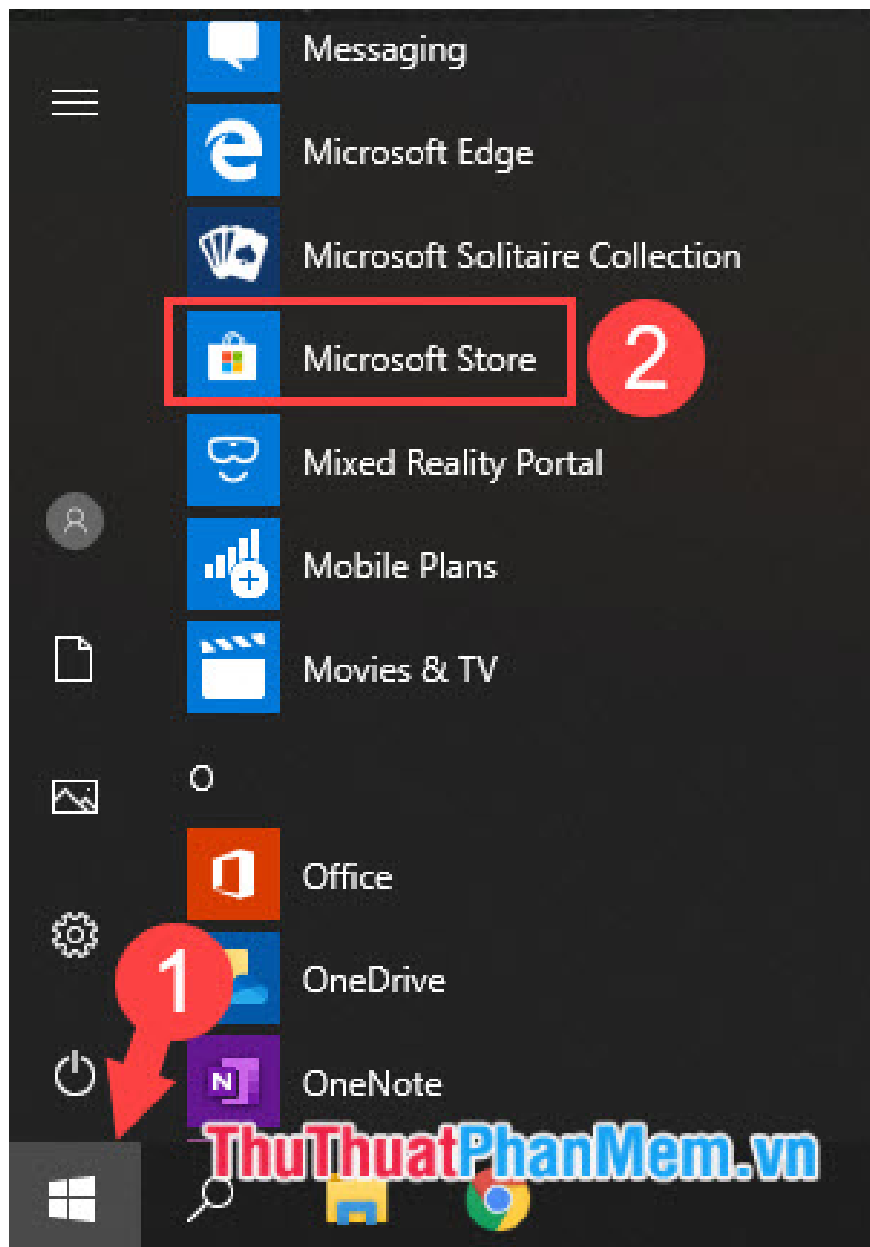 Messaging
Microsoft Edge
Microsoft Solitaire Collection
Microsoft Store
2
Mixed Reality Portal
Mobile Plans
Movies & TV
O
Office
1
OneDrive
N
OneNote
ThuThuatPhanMem.vn